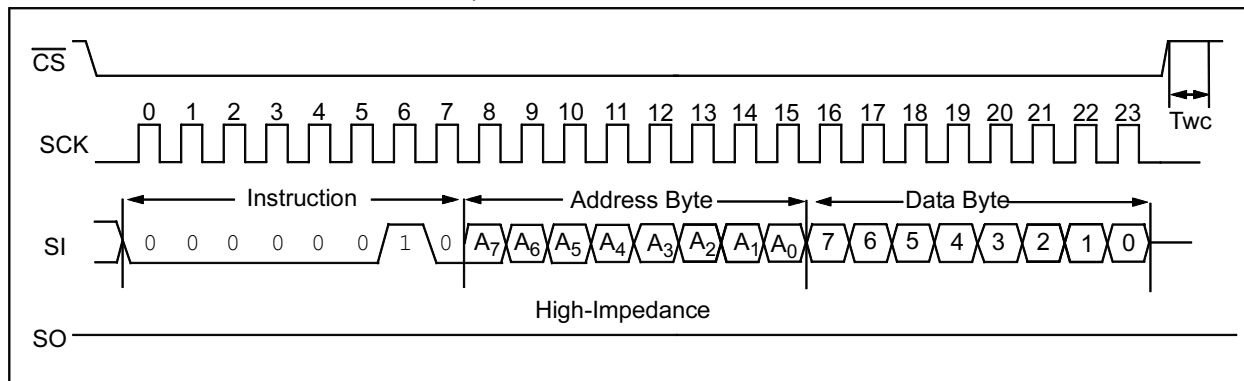 CS
0 1 2 3 4 5 6 7 8 9 10 11 12 13 14 15 16 17 18 19 20 21 22 23
Twc
SCK
Instruction Address Byte Data Byte
SI 0 0 0 0 0 0 1 0 A7 A6 A5 A4 A3 A2 A1 A0 7 6 5 4 3 2 1 0
High-Impedance
SO